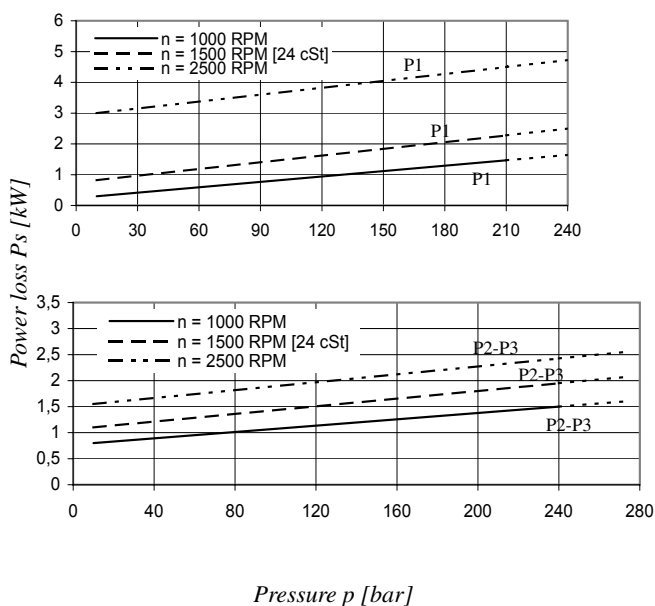 Power loss Ps [kW]
6
5
4
3
2
1
0
n = 1000 RPM
n = 1500 RPM [24 cSt]
n = 2500 RPM
P1
P1
P1
0 30 60 90 120 150 180 210 240
3,5
3
2,5
2
1,5
1
0,5
0
n = 1000 RPM
n = 1500 RPM [24 cSt]
n = 2500 RPM
P2-P3
P2-P3
P2-P3
0 40 80 120 160 200 240 280
Pressure p [bar]